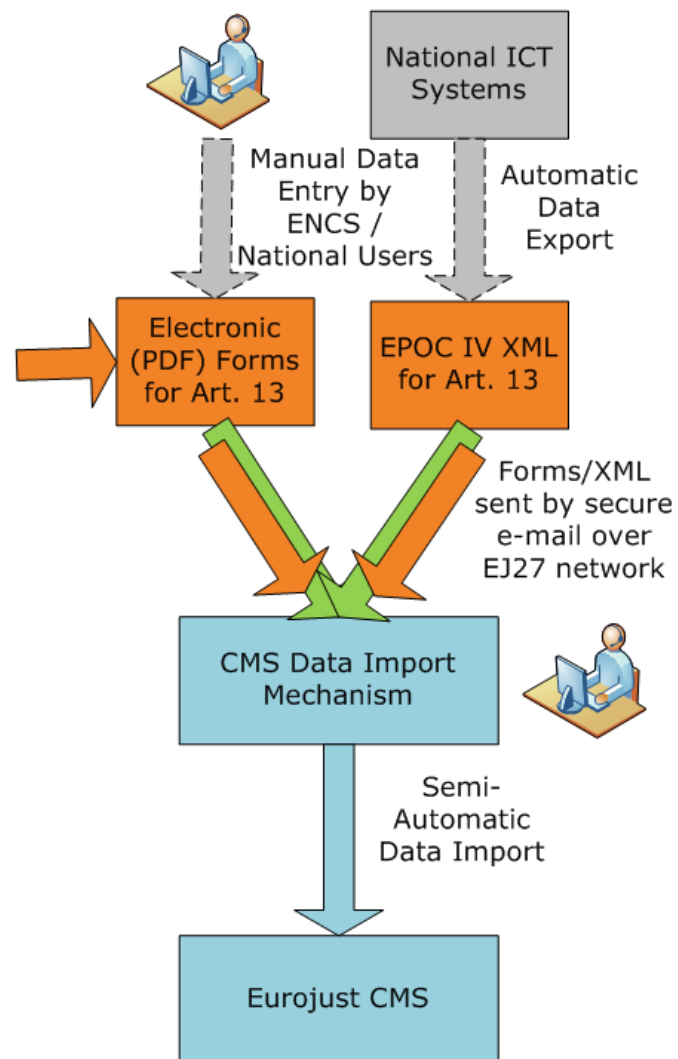 National ICT
Systems
Manual Data
Entry by
ENCS /
National Users
Automatic
Data
Export
Electronic
(PDF) Forms
for Art. 13
EPOC IV XML
for Art. 13
Forms/XML
sent by secure
e-mail over
EJ27 network
CMS Data Import
Mechanism
Semi-
Automatic
Data Import
Eurojust CMS